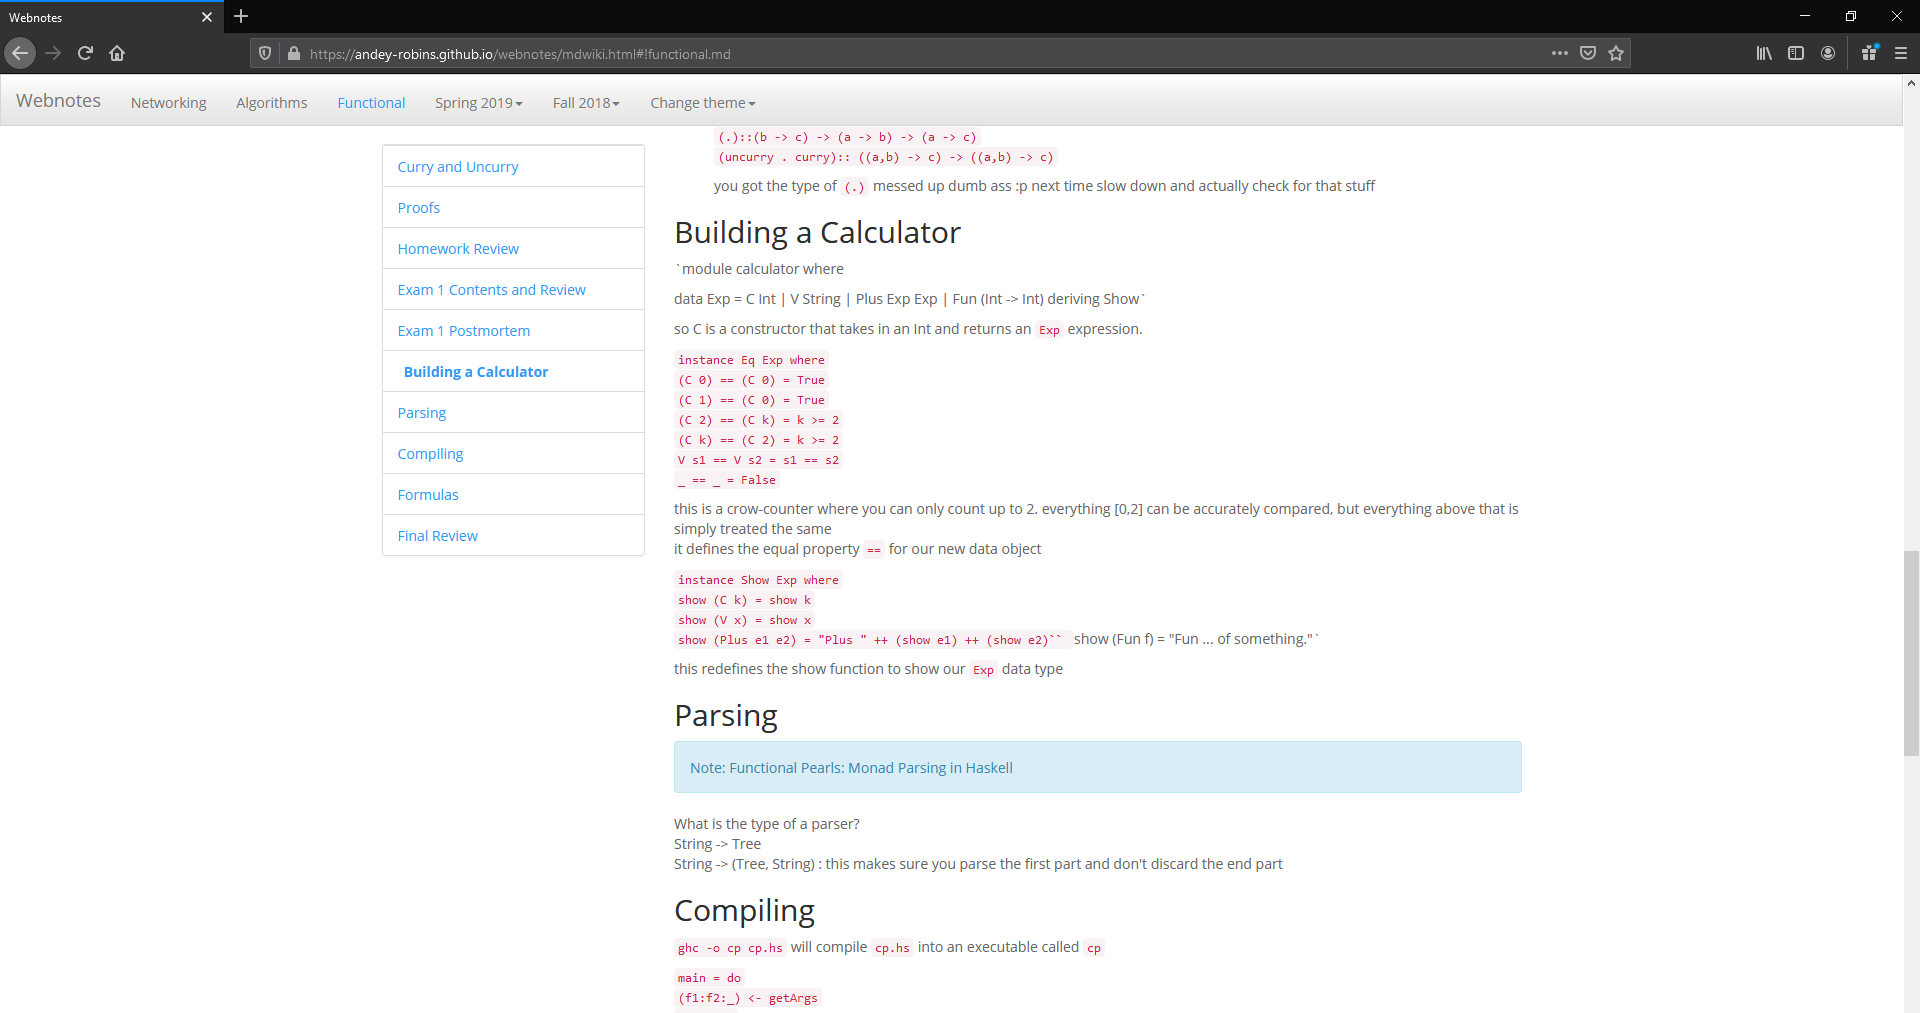 Webnotes
https://andey-robins.github.io/webnotes/mdwiki.html#!functional.md
Webnotes Networking Algorithms Functional Spring 2019 Fall 2018 Change theme
Curry and Uncurry
Proofs
Homework Review
Exam 1 Contents and Review
Exam 1 Postmortem
Building a Calculator
Parsing
Compiling
Formulas
Final Review
(.)::(b -> c) -> (a -> b) -> (a -> c)
(uncurry . curry):: ((a,b) -> c) -> ((a,b) -> c)
you got the type of (.) messed up dumb ass :p next time slow down and actually check for that stuff
Building a Calculator
`module calculator where
data Exp = C Int | V String | Plus Exp Exp | Fun (Int -> Int) deriving Show`
so C is a constructor that takes in an Int and returns an Exp expression.
instance Eq Exp where
(C 0) == (C 0) = True
(C 1) == (C 0) = True
(C 2) == (C k) = k >= 2
(C k) == (C 2) = k >= 2
V s1 == V s2 = s1 == s2
_ == _ = False
this is a crow-counter where you can only count up to 2. everything [0,2] can be accurately compared, but everything above that is
simply treated the same
it defines the equal property == for our new data object
instance Show Exp where
show (C k) = show k
show (V x) = show x
show (Plus e1 e2) = "Plus " ++ (show e1) ++ (show e2)`` show (Fun f) = "Fun ... of something."`
this redefines the show function to show our Exp data type
Parsing
Note: Functional Pearls: Monad Parsing in Haskell
What is the type of a parser?
String -> Tree
String -> (Tree, String) : this makes sure you parse the first part and don't discard the end part
Compiling
ghc -o cp cp.hs will compile cp.hs into an executable called cp
main = do
(f1:f2:_) <- getArgs